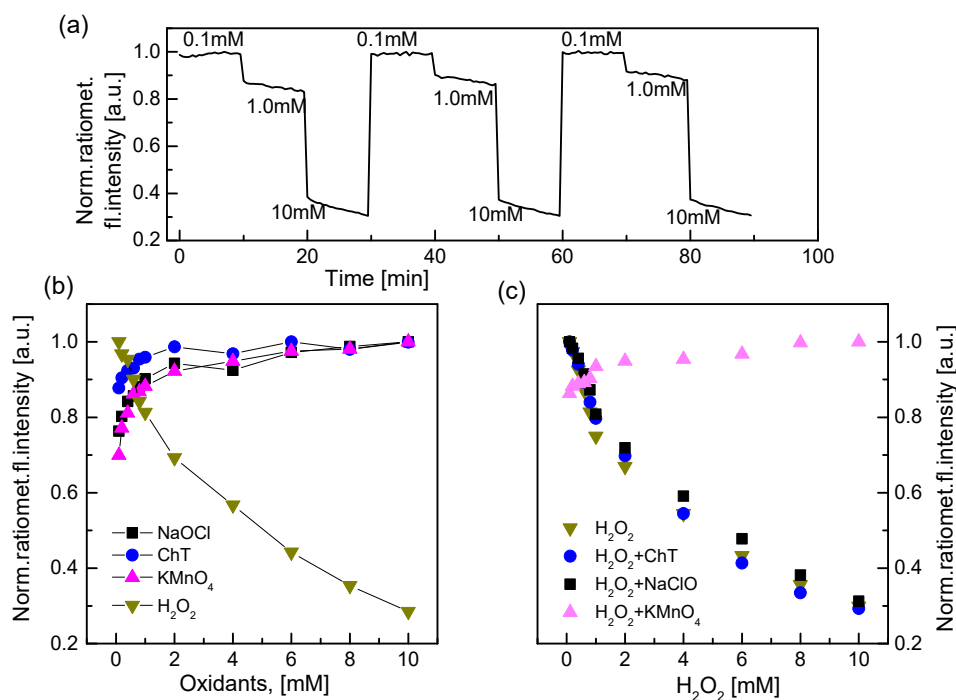 (a)
Norm.ratiomet.
fl.intensity [a.u.]
1.0
0.8
0.6
0.4
0.2
0.1mM
1.0mM
10mM
0.1mM
1.0mM
10mM
0.1mM
1.0mM
10mM
0 20 40 60 80 100
Time [min]
(b)
Norm.ratiomet.fl.intensity [a.u.]
1.0
0.8
0.6
0.4
0.2
NaOCl
ChT
KMnO₄
H₂O₂
0 2 4 6 8 10
Oxidants, [mM]
(c)
H₂O₂
H₂O₂+ChT
H₂O₂+NaClO
H₂O₂+KMnO₄
0 2 4 6 8 10
H₂O₂ [mM]
1.0
0.8
0.6
0.4
0.2
Norm.ratiomet.fl.intensity [a.u.]